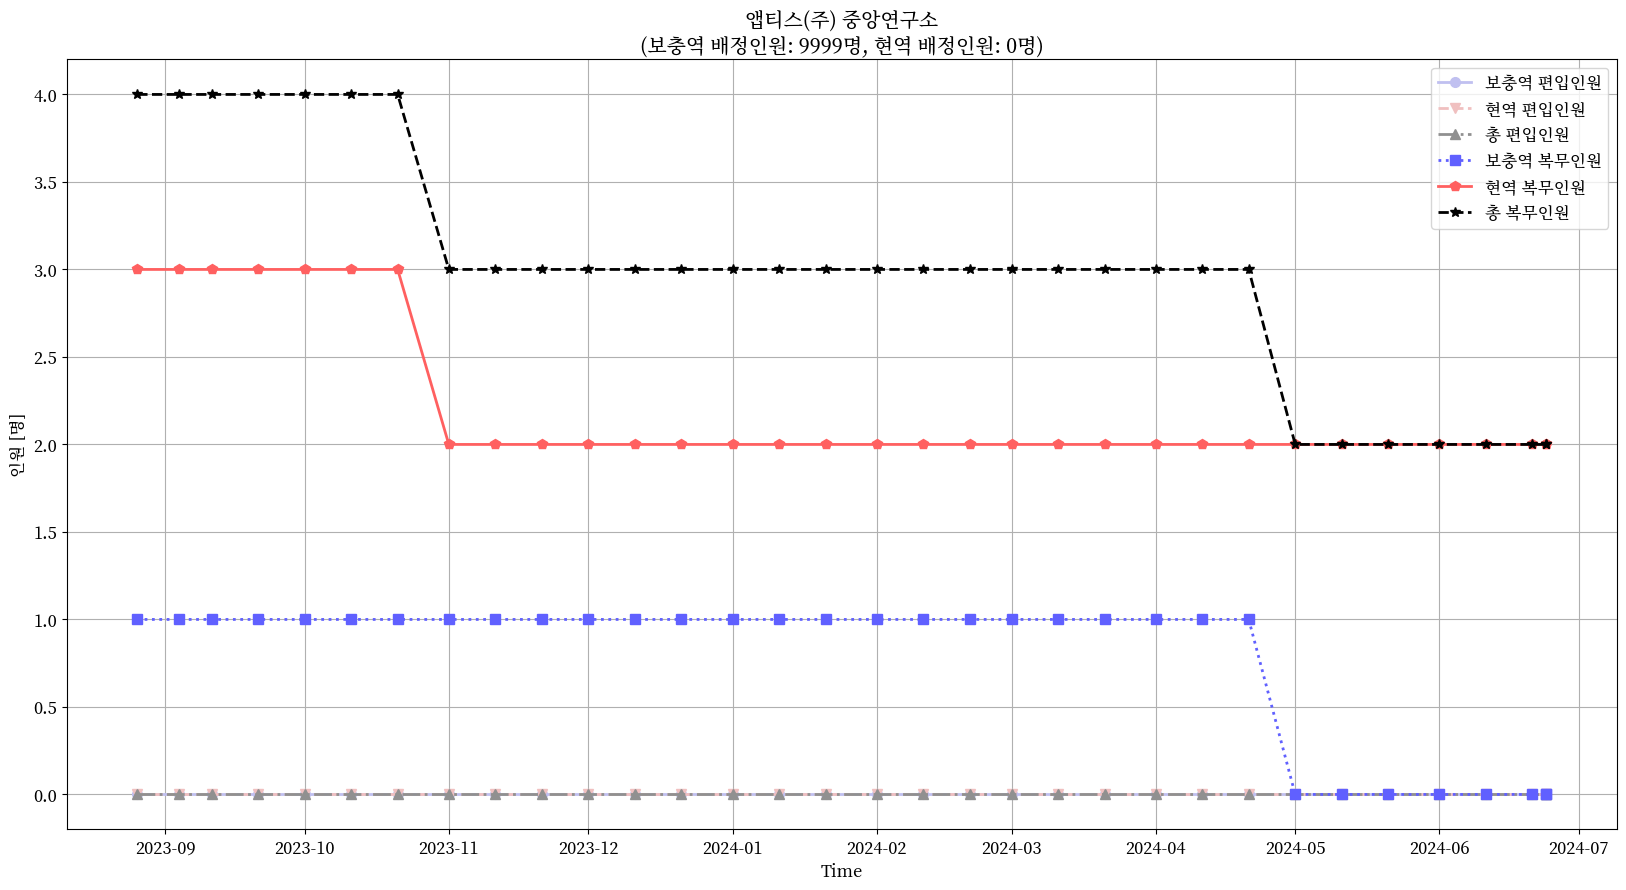 앱티스(주) 중앙연구소
(보충역 배정인원: 9999명, 현역 배정인원: 0명)
보충역 편입인원
현역 편입인원
총 편입인원
보충역 복무인원
현역 복무인원
총 복무인원
인원 [명]
4.0
3.5
3.0
2.5
2.0
1.5
1.0
0.5
0.0
2023-09 2023-10 2023-11 2023-12 2024-01 2024-02 2024-03 2024-04 2024-05 2024-06 2024-07
Time